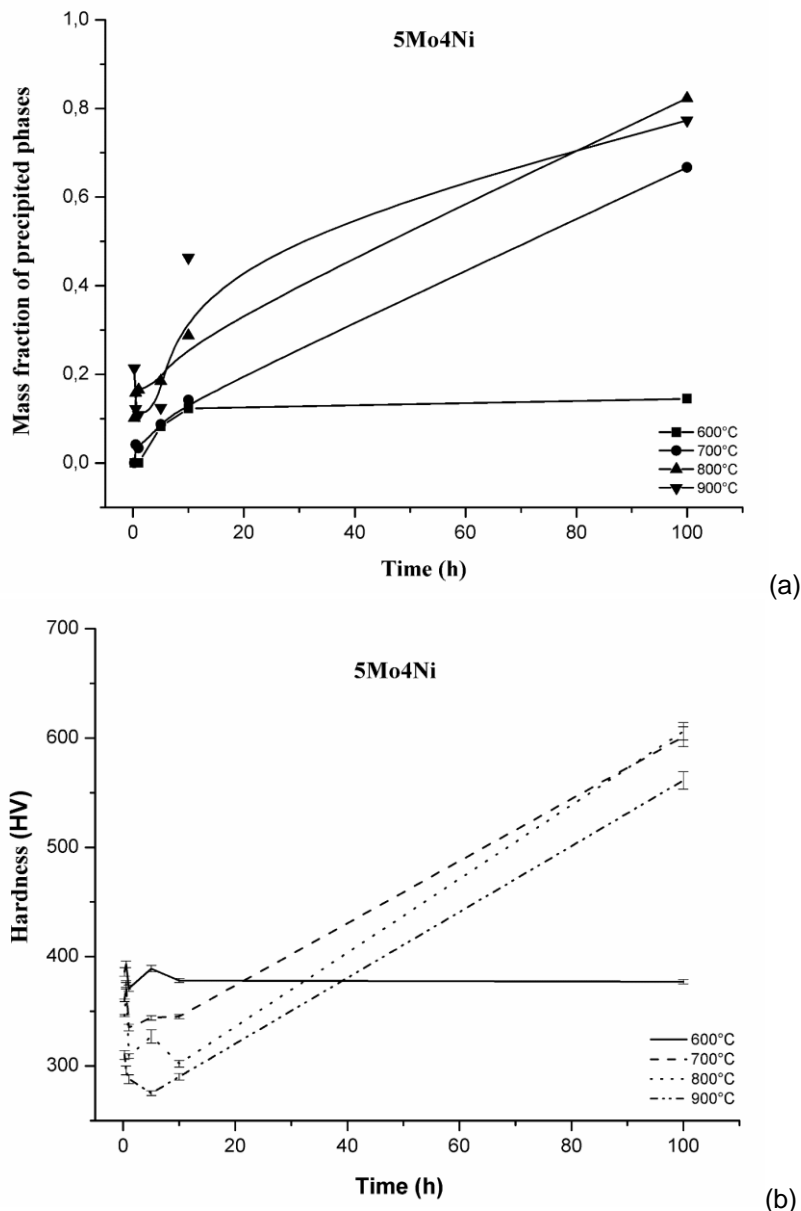 1,0
5Mo4Ni
0,8
0,6
0,4
0,2
0,0
Mass fraction of precipited phases
600°C
700°C
800°C
900°C
0 20 40 60 80 100
Time (h)
(a)
700
5Mo4Ni
600
500
400
300
Hardness (HV)
600°C
700°C
800°C
900°C
0 20 40 60 80 100
Time (h)
(b)